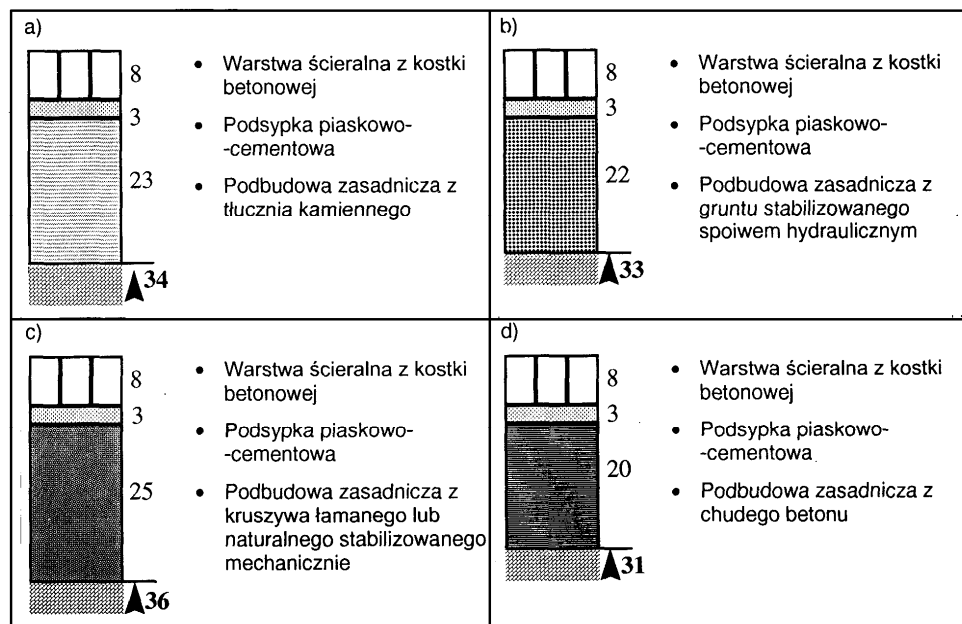 a)
8
3
23
34
• Warstwa ścieralna z kostki
betonowej
• Podsypka piaskowo-
-cementowa
• Podbudowa zasadnicza z
tłucznia kamiennego
b)
8
3
22
33
• Warstwa ścieralna z kostki
betonowej
• Podsypka piaskowo-
-cementowa
• Podbudowa zasadnicza z
gruntu stabilizowanego
spoiwem hydraulicznym
c)
8
3
25
36
• Warstwa ścieralna z kostki
betonowej
• Podsypka piaskowo-
-cementowa
• Podbudowa zasadnicza z
kruszywa łamanego lub
naturalnego stabilizowanego
mechanicznie
d)
8
3
20
31
• Warstwa ścieralna z kostki
betonowej
• Podsypka piaskowo-
-cementowa
• Podbudowa zasadnicza z
chudego betonu